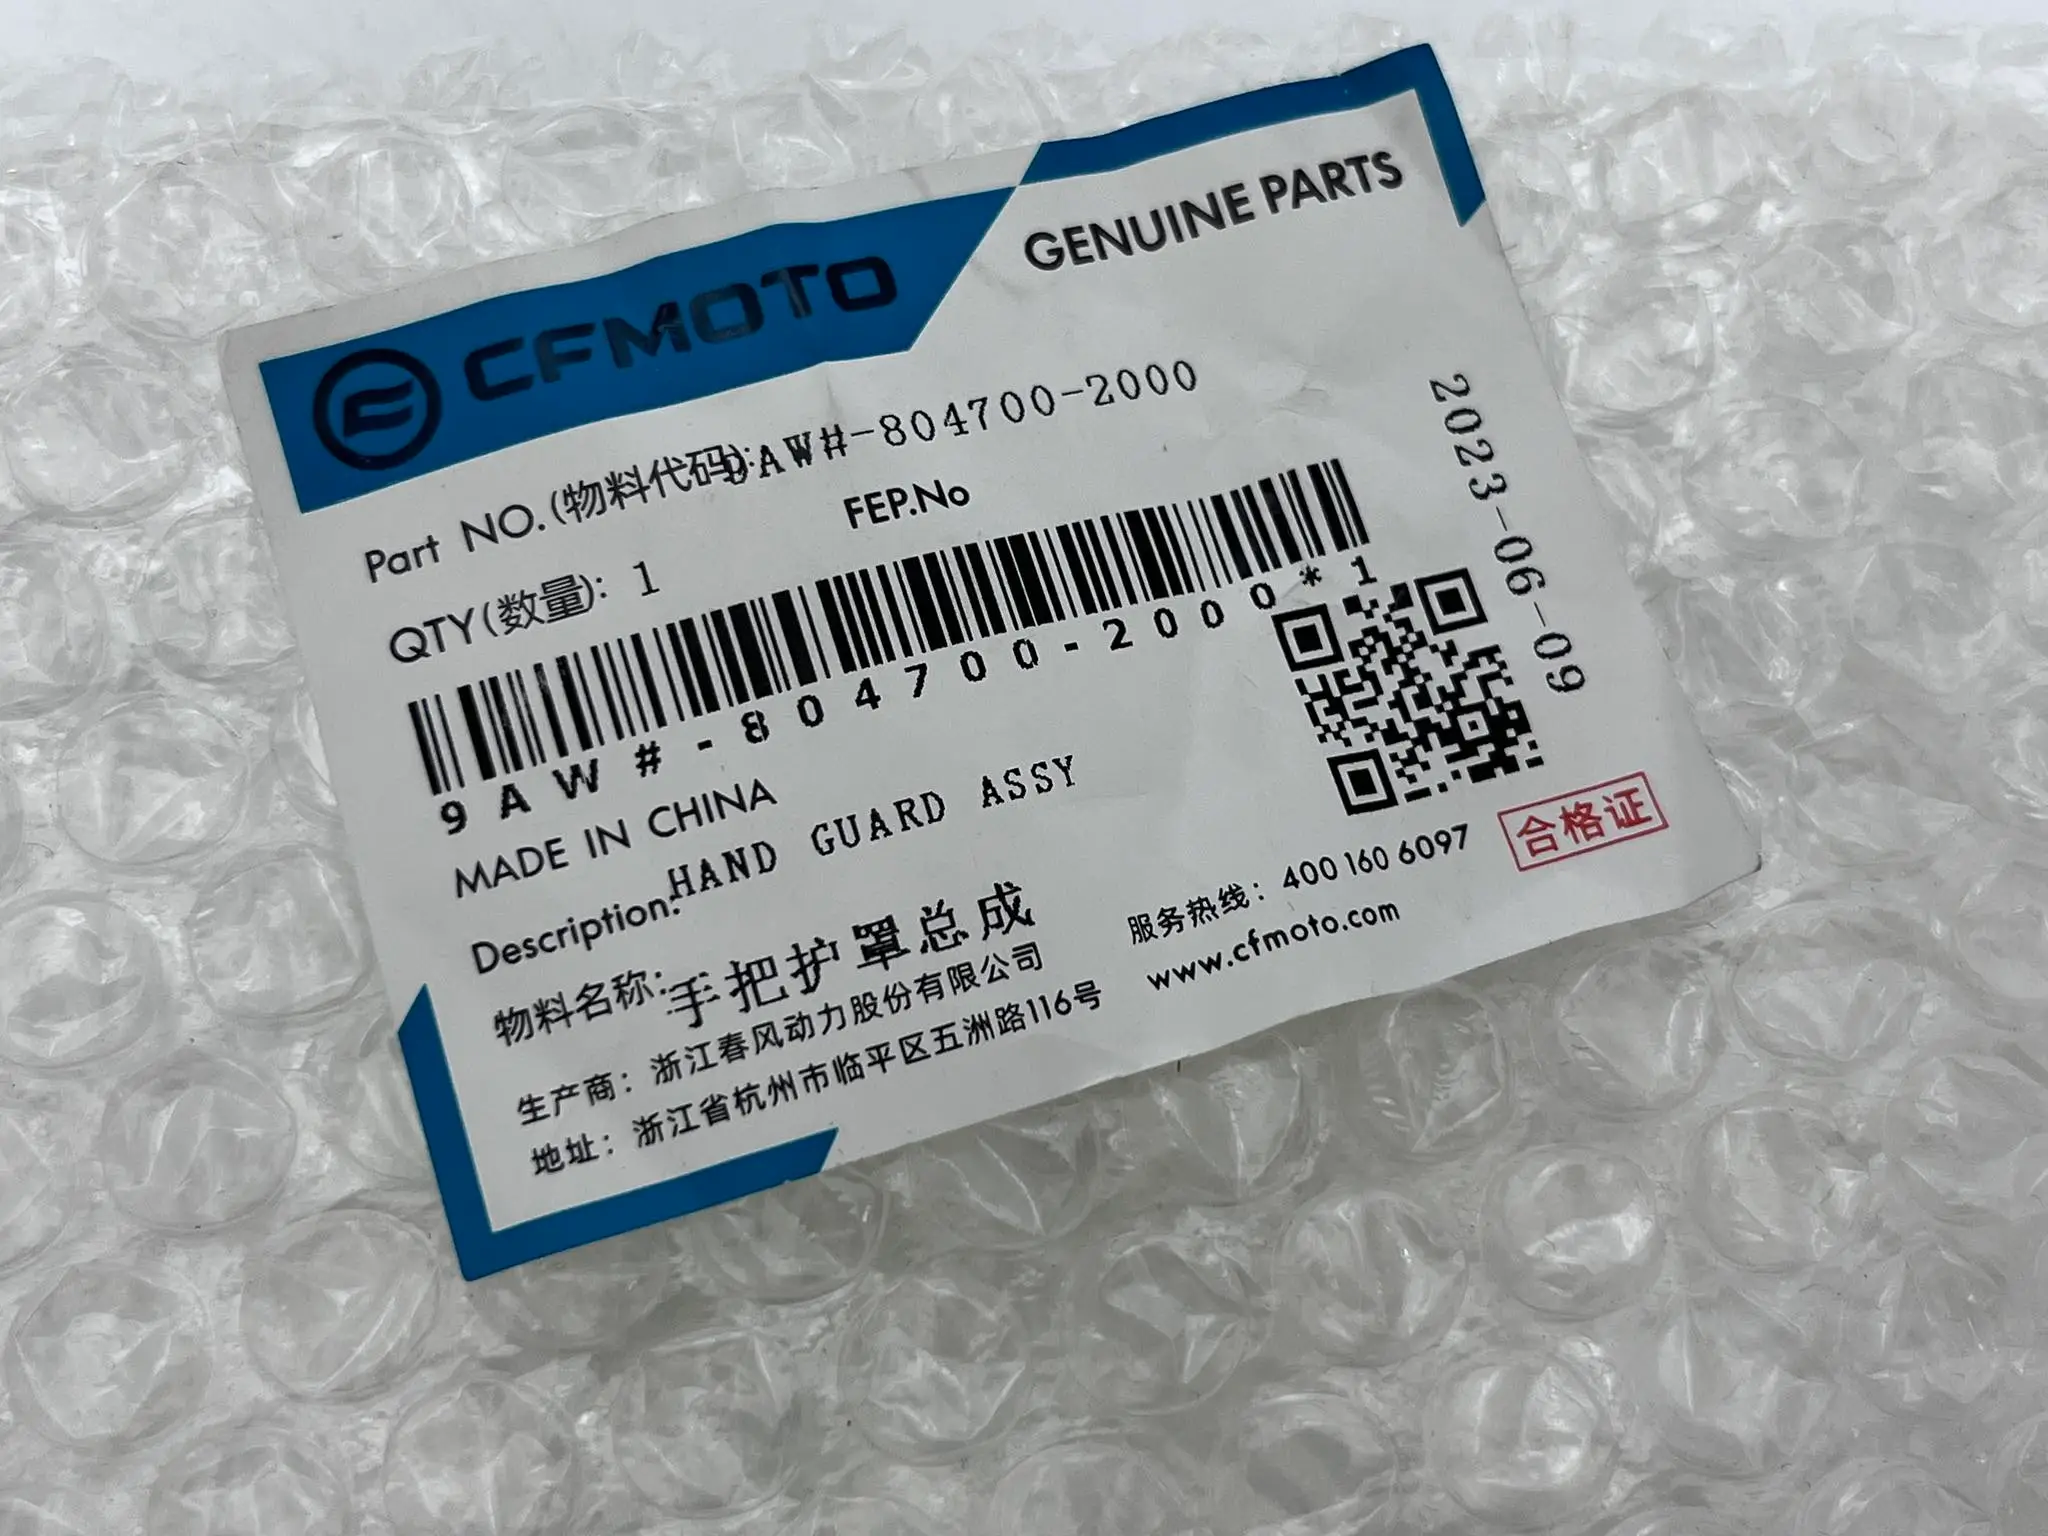 CFMOTO
GENUINE PARTS
Part NO.(物料代码): 9AW#-804700-2000
FEP.No
QTY(数量): 1
9AW#-804700-2000*1
2023-06-09
MADE IN CHINA
Description: HAND GUARD ASSY
物料名称: 手把护罩总成
生产商: 浙江春风动力股份有限公司
地址: 浙江省杭州市临平区五洲路116号
合格证
服务热线: 400 160 6097
www.cfmoto.com